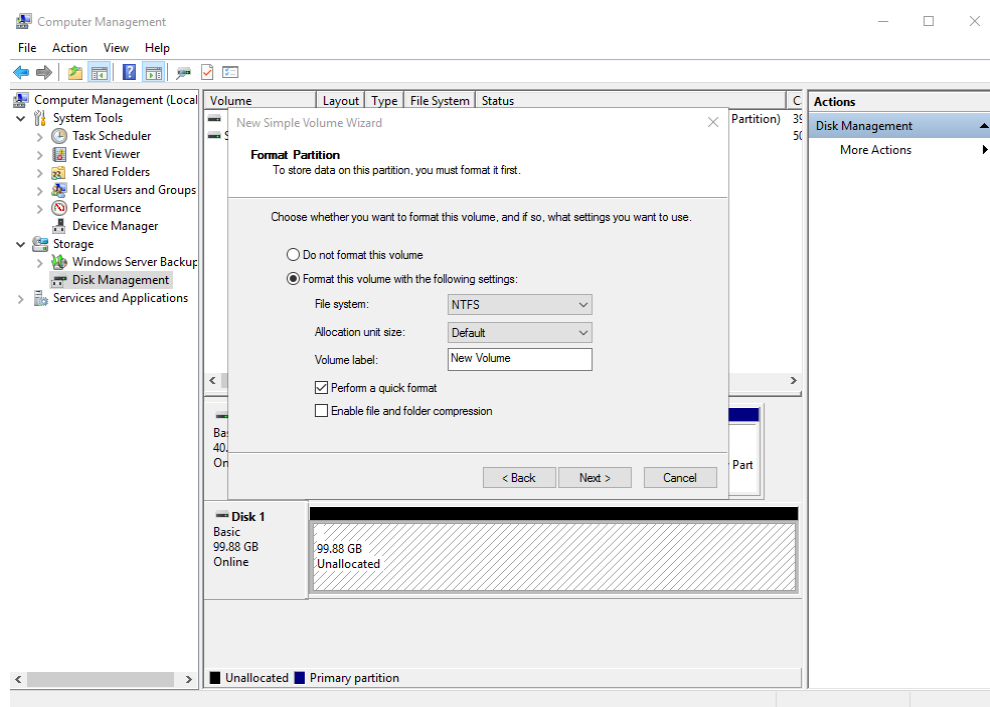 Computer Management
File Action View Help
Computer Management (Local
System Tools
Task Scheduler
Event Viewer
Shared Folders
Local Users and Groups
Performance
Device Manager
Storage
Windows Server Backup
Disk Management
Services and Applications
Volume Layout Type File System Status C
Partition) 39
S 50
New Simple Volume Wizard
Format Partition
To store data on this partition, you must format it first.
Choose whether you want to format this volume, and if so, what settings you want to use.
Do not format this volume
Format this volume with the following settings:
File system: NTFS
Allocation unit size: Default
Volume label: New Volume
Perform a quick format
Enable file and folder compression
< Back Next > Cancel
Bas
40.
On
Part
Disk 1
Basic
99.88 GB
Online
99.88 GB
Unallocated
Unallocated Primary partition
Actions
Disk Management
More Actions